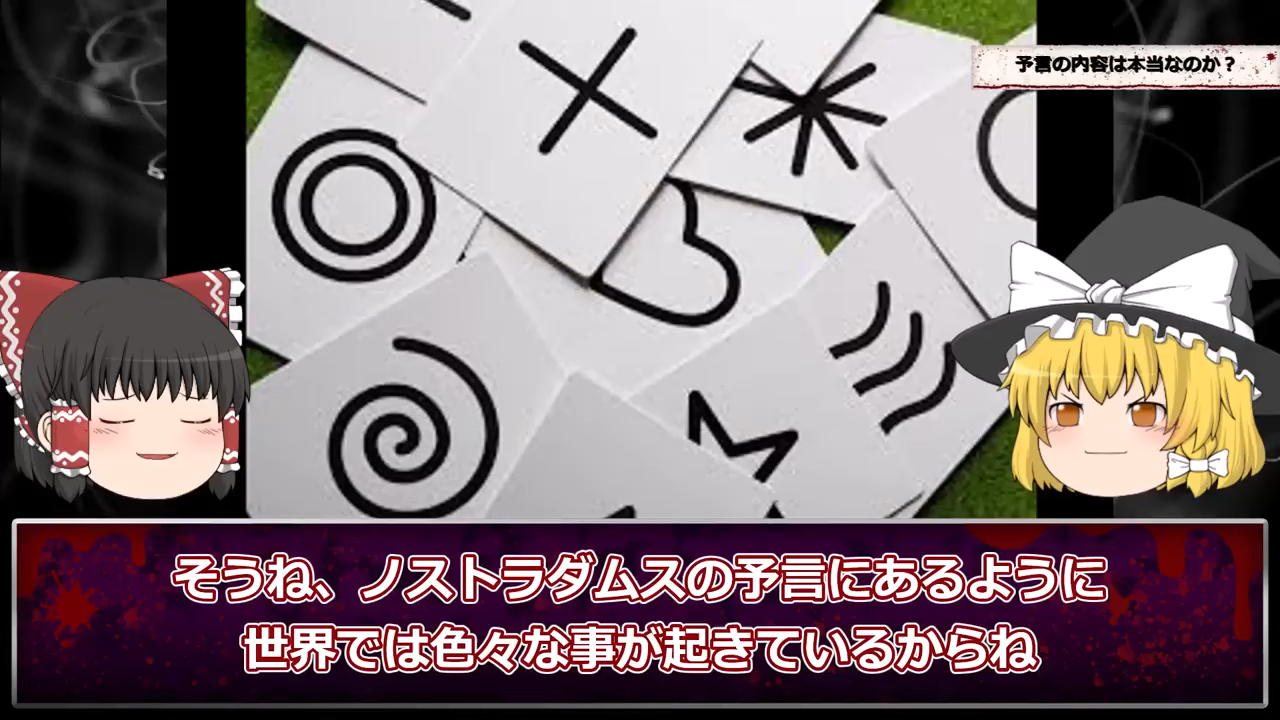 予言の内容は本当なのか？
そうね、ノストラダムスの予言にあるように
世界では色々な事が起きているからね